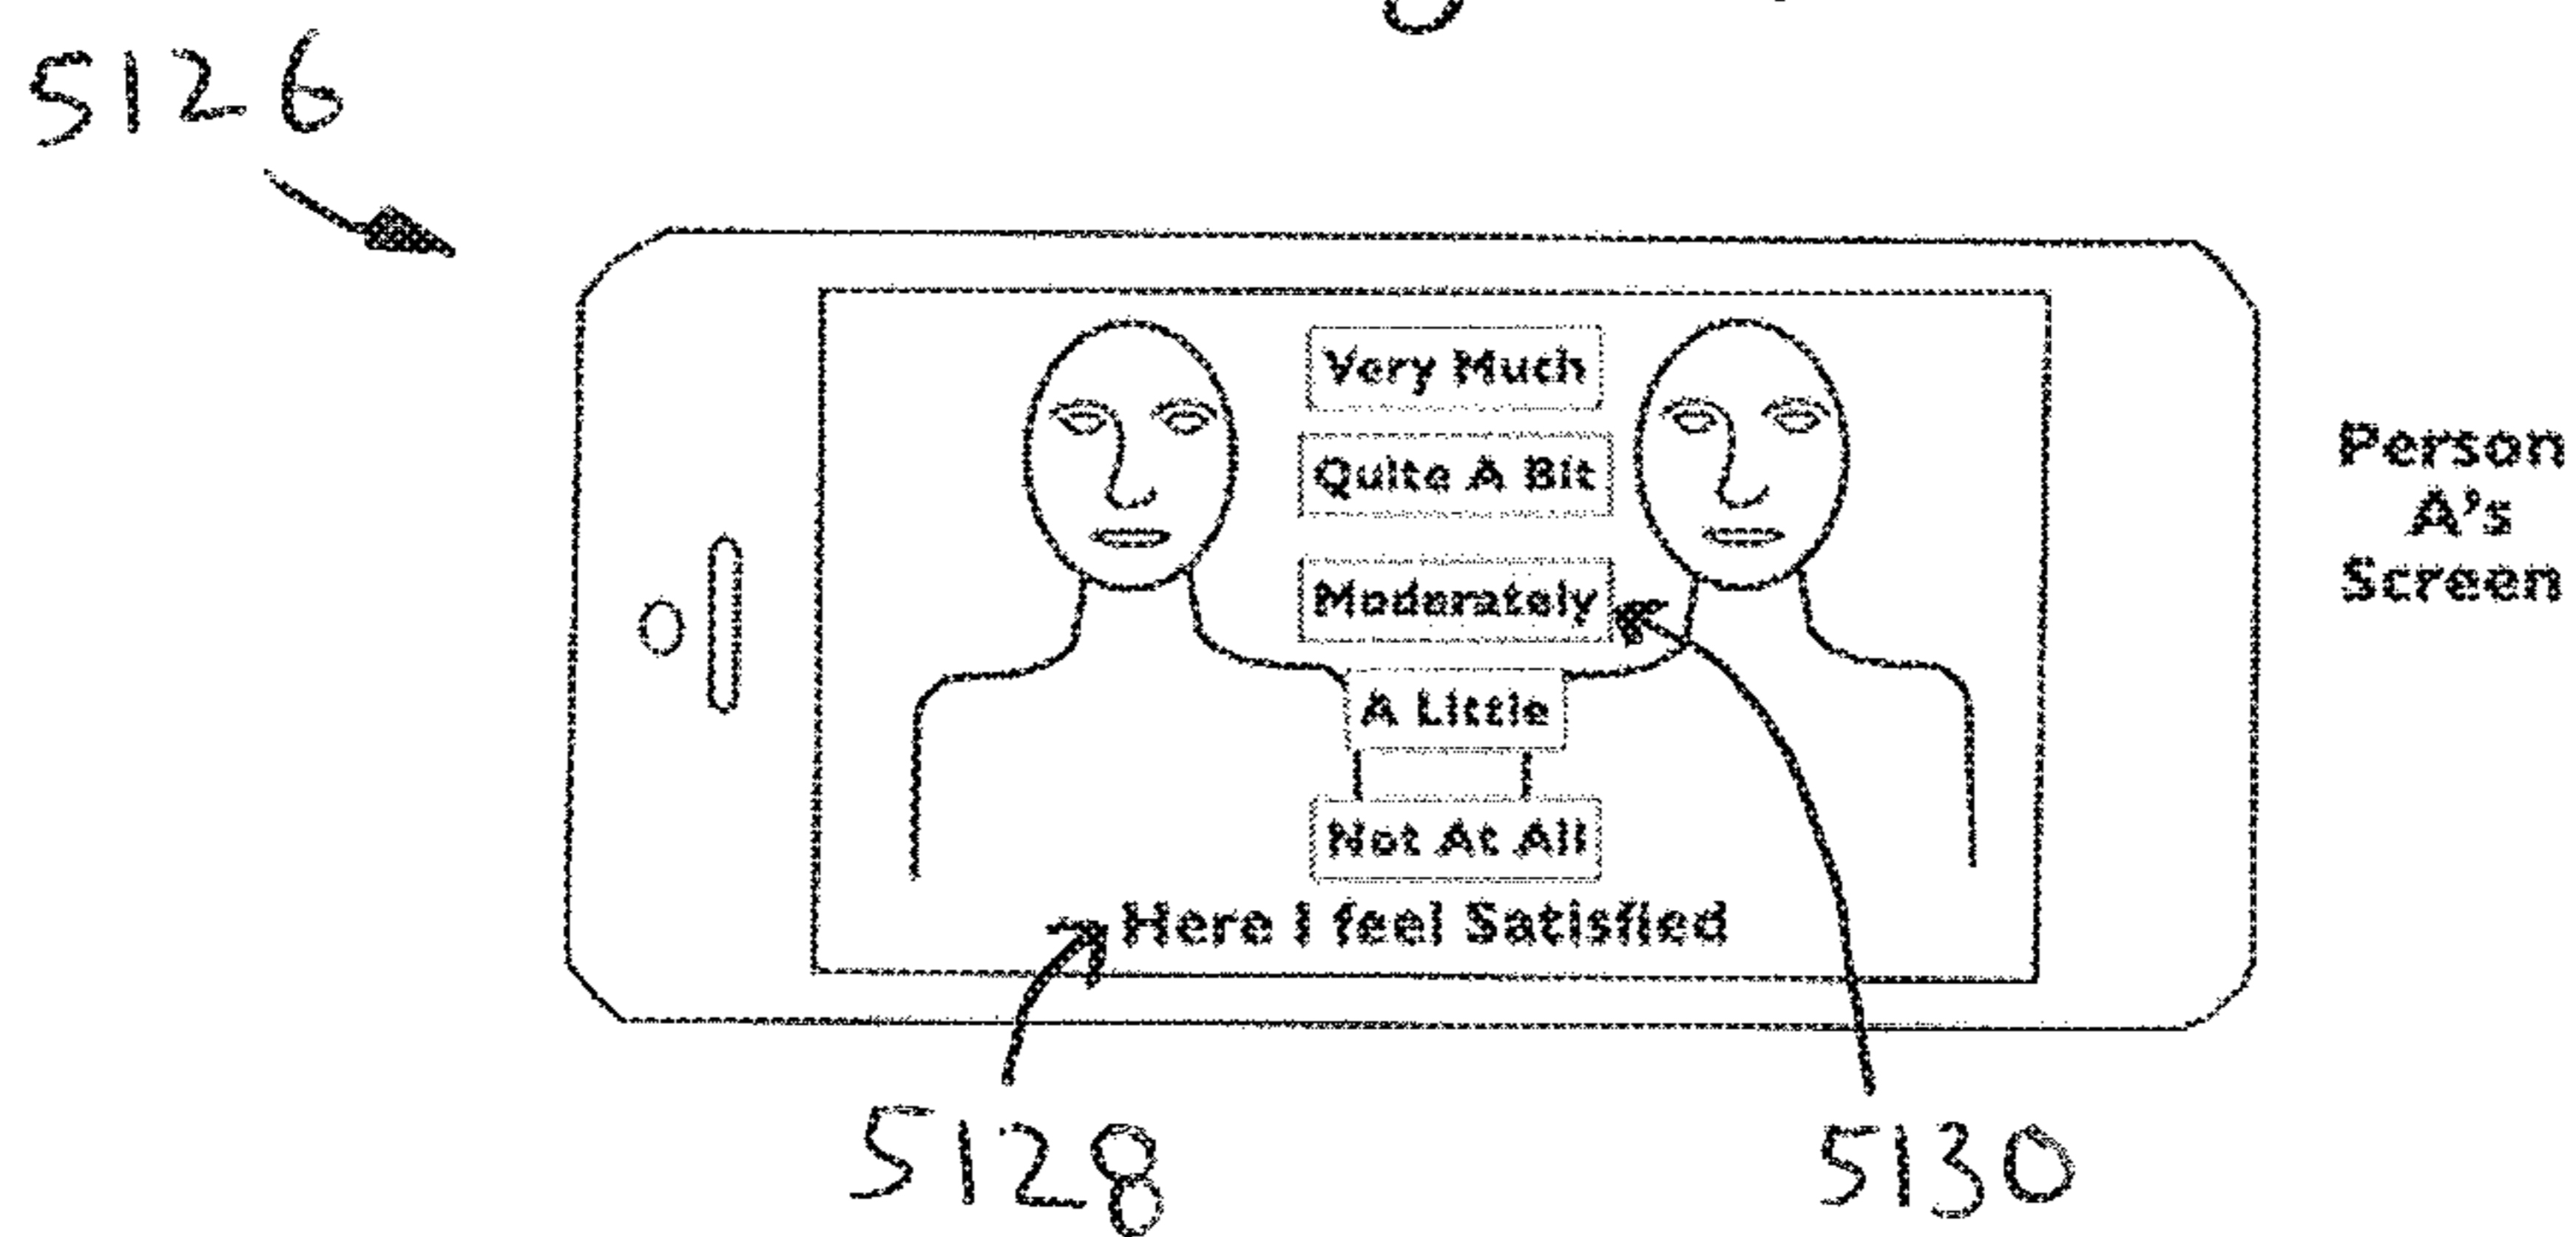 5126
Very Much
Quite A Bit
Moderately
A Little
Not At All
Here I feel Satisfied
Person
A's
Screen
5128
5130